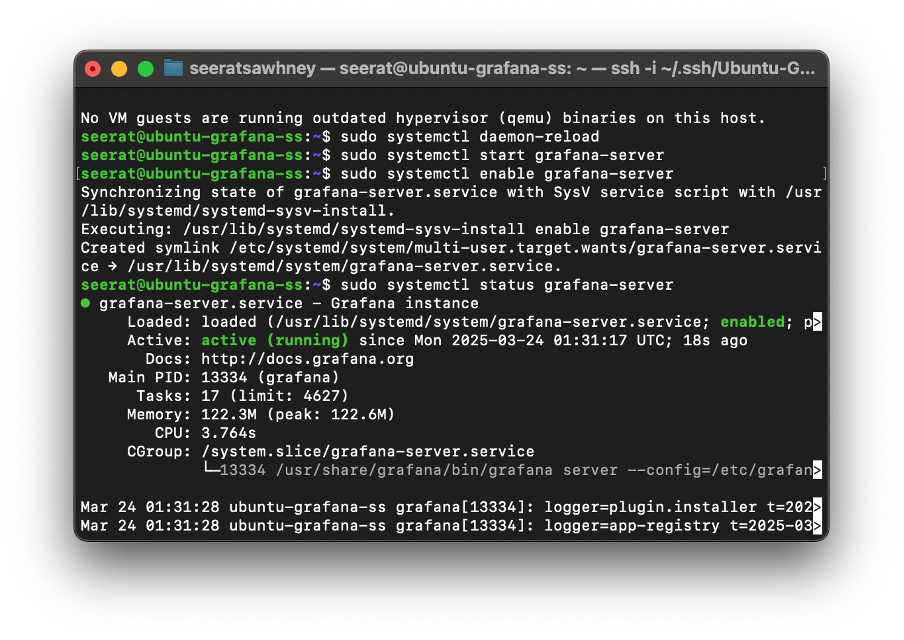 seeratsawhney — seerat@ubuntu-grafana-ss: ~ — ssh -i ~/.ssh/Ubuntu-G...
No VM guests are running outdated hypervisor (qemu) binaries on this host.
seerat@ubuntu-grafana-ss:~$ sudo systemctl daemon-reload
seerat@ubuntu-grafana-ss:~$ sudo systemctl start grafana-server
[seerat@ubuntu-grafana-ss:~$ sudo systemctl enable grafana-server ]
Synchronizing state of grafana-server.service with SysV service script with /usr
/lib/systemd/systemd-sysv-install.
Executing: /usr/lib/systemd/systemd-sysv-install enable grafana-server
Created symlink /etc/systemd/system/multi-user.target.wants/grafana-server.servi
ce → /usr/lib/systemd/system/grafana-server.service.
seerat@ubuntu-grafana-ss:~$ sudo systemctl status grafana-server
● grafana-server.service - Grafana instance
Loaded: loaded (/usr/lib/systemd/system/grafana-server.service; enabled; p>
Active: active (running) since Mon 2025-03-24 01:31:17 UTC; 18s ago
Docs: http://docs.grafana.org
Main PID: 13334 (grafana)
Tasks: 17 (limit: 4627)
Memory: 122.3M (peak: 122.6M)
CPU: 3.764s
CGroup: /system.slice/grafana-server.service
└─13334 /usr/share/grafana/bin/grafana server --config=/etc/grafan>
Mar 24 01:31:28 ubuntu-grafana-ss grafana[13334]: logger=plugin.installer t=202>
Mar 24 01:31:28 ubuntu-grafana-ss grafana[13334]: logger=app-registry t=2025-03>